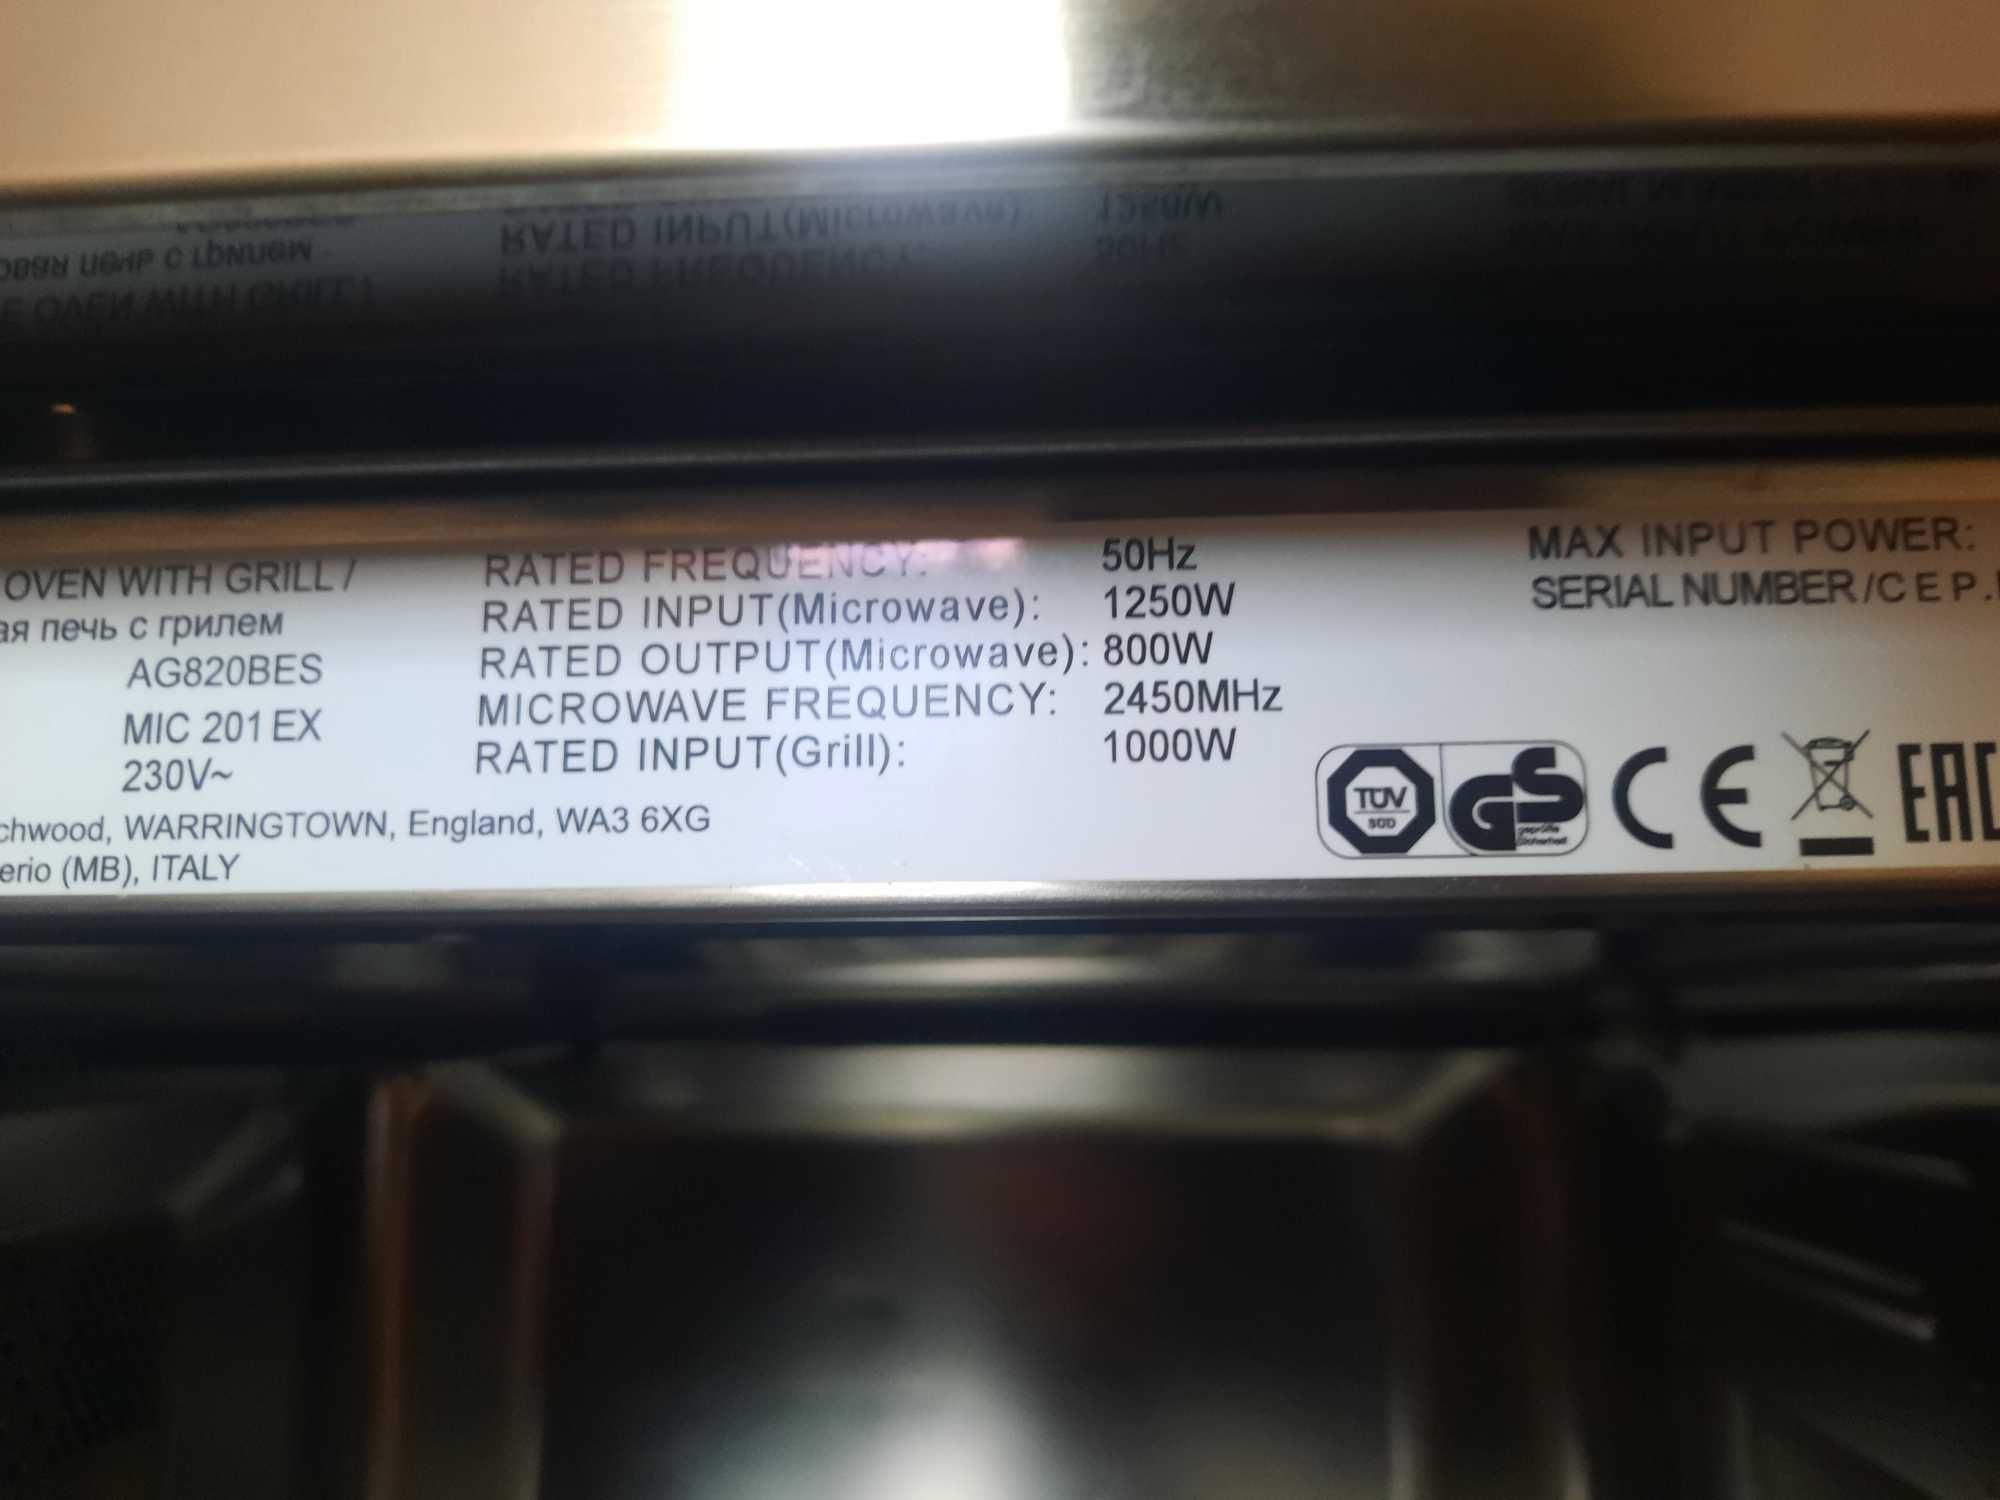 OVEN WITH GRILL /
ая печь с грилем
AG820BES
MIC 201 EX
230V~
chwood, WARRINGTOWN, England, WA3 6XG
erio (MB), ITALY
RATED FREQUENCY: 50Hz
RATED INPUT(Microwave): 1250W
RATED OUTPUT(Microwave): 800W
MICROWAVE FREQUENCY: 2450MHz
RATED INPUT(Grill): 1000W
MAX INPUT POWER:
SERIAL NUMBER/C E P.
TÜV
SÜD
GS
geprüfte
Sicherheit
CE
EAC